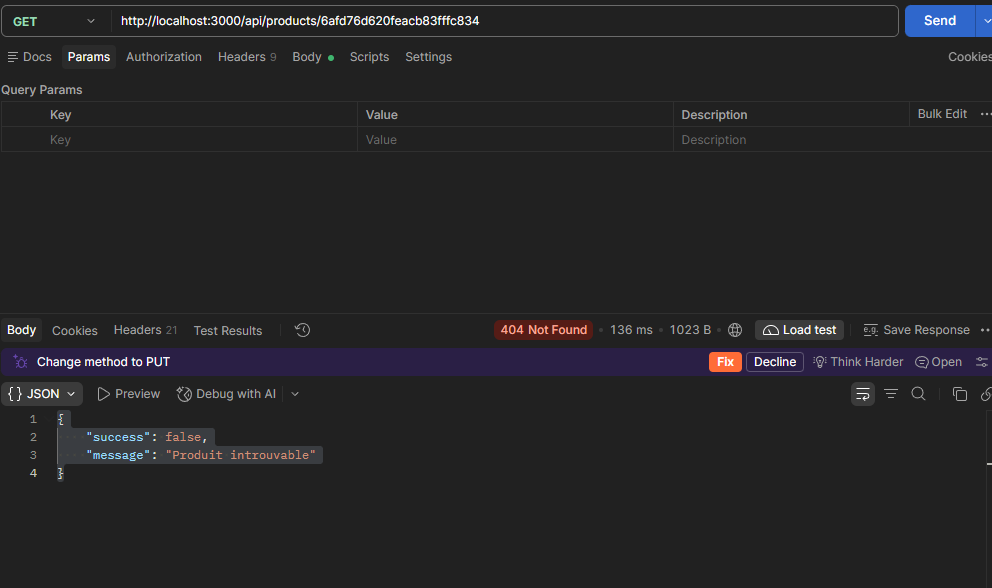 GET http://localhost:3000/api/products/6afd76d620feacb83fffc834 Send
Docs Params Authorization Headers 9 Body Scripts Settings Cookies
Query Params
Key Value Description Bulk Edit
Key Value Description
Body Cookies Headers 21 Test Results 404 Not Found 136 ms 1023 B Load test e.g. Save Response
Change method to PUT Fix Decline Think Harder Open
{ } JSON Preview Debug with AI
1 {
2 "success": false,
3 "message": "Produit introuvable"
4 }